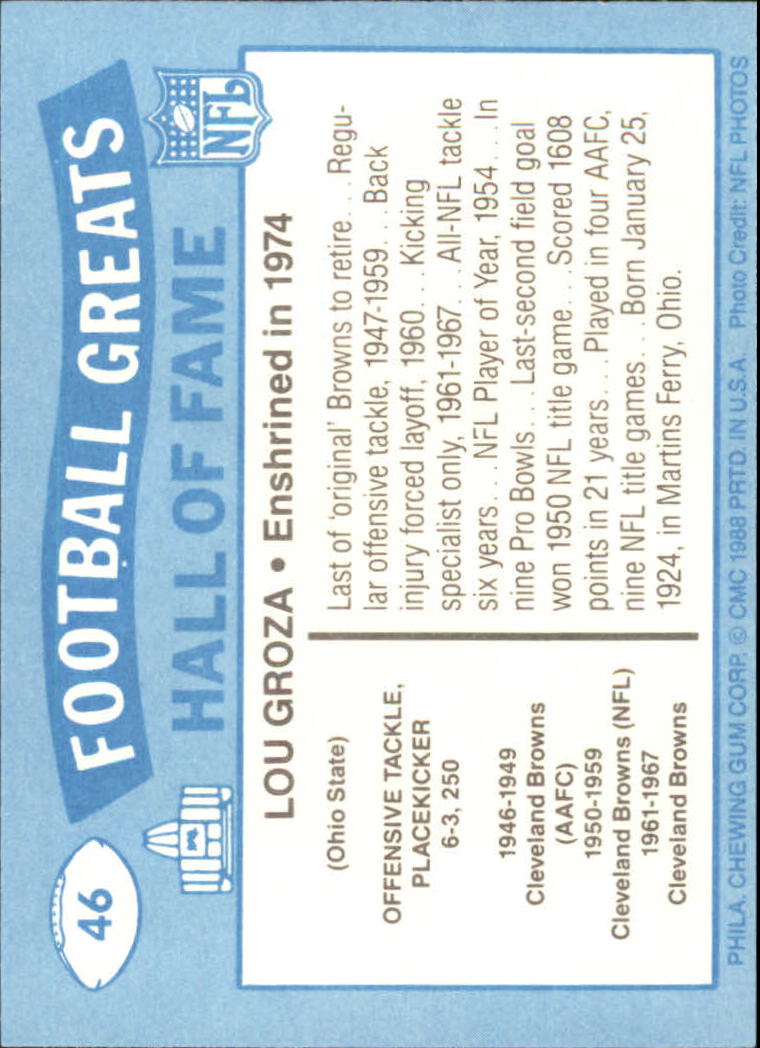 46
FOOTBALL GREATS
HALL OF FAME
NFL
LOU GROZA • Enshrined in 1974
(Ohio State)
OFFENSIVE TACKLE,
PLACEKICKER
6-3, 250
1946-1949
Cleveland Browns
(AAFC)
1950-1959
Cleveland Browns (NFL)
1961-1967
Cleveland Browns
Last of 'original' Browns to retire. . . Regu-
lar offensive tackle, 1947-1959. . . Back
injury forced layoff, 1960. . . Kicking
specialist only, 1961-1967. . . All-NFL tackle
six years. . . NFL Player of Year, 1954. . . In
nine Pro Bowls. . . Last-second field goal
won 1950 NFL title game. . . Scored 1608
points in 21 years. . . Played in four AAFC,
nine NFL title games. . . Born January 25,
1924, in Martins Ferry, Ohio.
PHILA. CHEWING GUM CORP. © CMC 1988 PRTD. IN U.S.A. Photo Credit: NFL PHOTOS